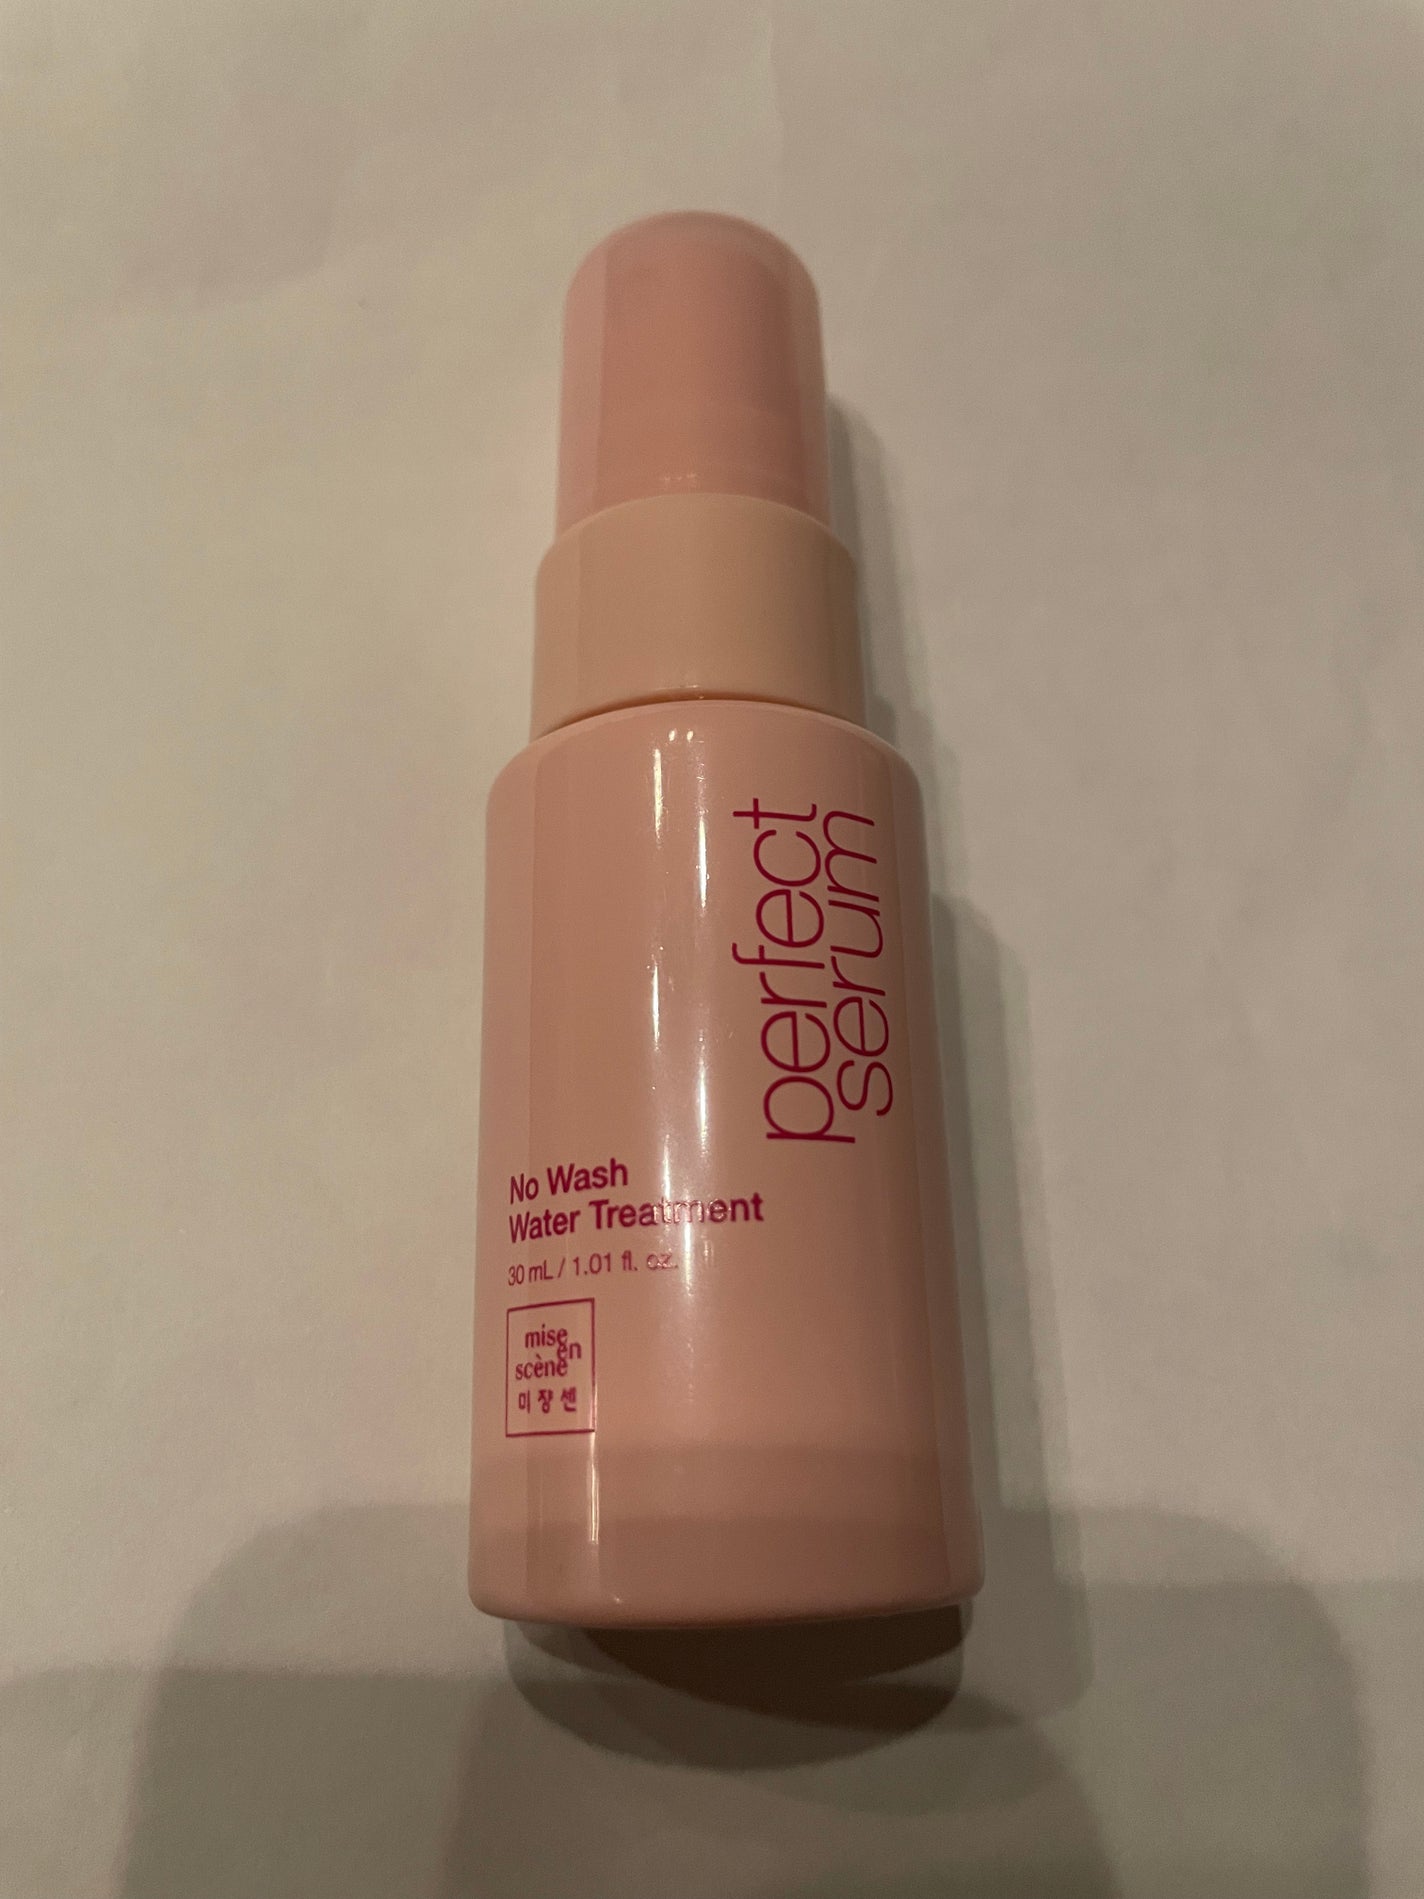 perfect
serum
No Wash
Water Treatment
30 mL / 1.01 fl. oz.
mise
en
scène
미쟝센